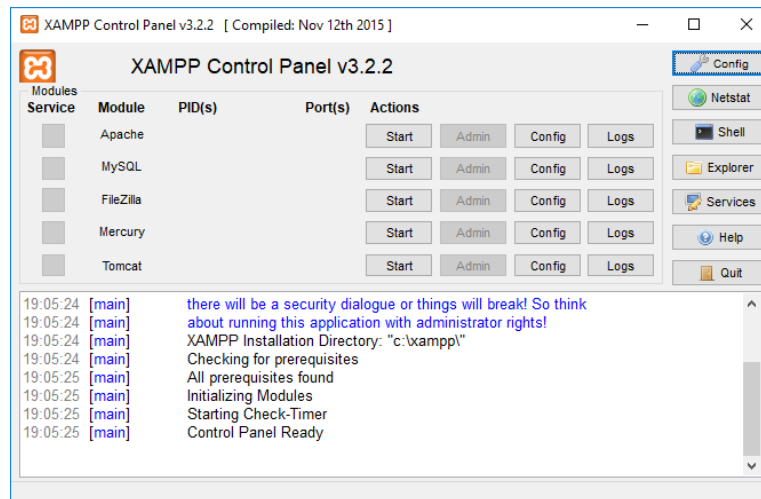 XAMPP Control Panel v3.2.2 [ Compiled: Nov 12th 2015 ]
XAMPP Control Panel v3.2.2
Config
Modules
Service Module PID(s) Port(s) Actions
Netstat
Apache Start Admin Config Logs
Shell
MySQL Start Admin Config Logs
Explorer
FileZilla Start Admin Config Logs
Services
Mercury Start Admin Config Logs
Help
Tomcat Start Admin Config Logs
Quit
19:05:24 [main] there will be a security dialogue or things will break! So think
19:05:24 [main] about running this application with administrator rights!
19:05:24 [main] XAMPP Installation Directory: "c:\xampp\"
19:05:24 [main] Checking for prerequisites
19:05:25 [main] All prerequisites found
19:05:25 [main] Initializing Modules
19:05:25 [main] Starting Check-Timer
19:05:25 [main] Control Panel Ready